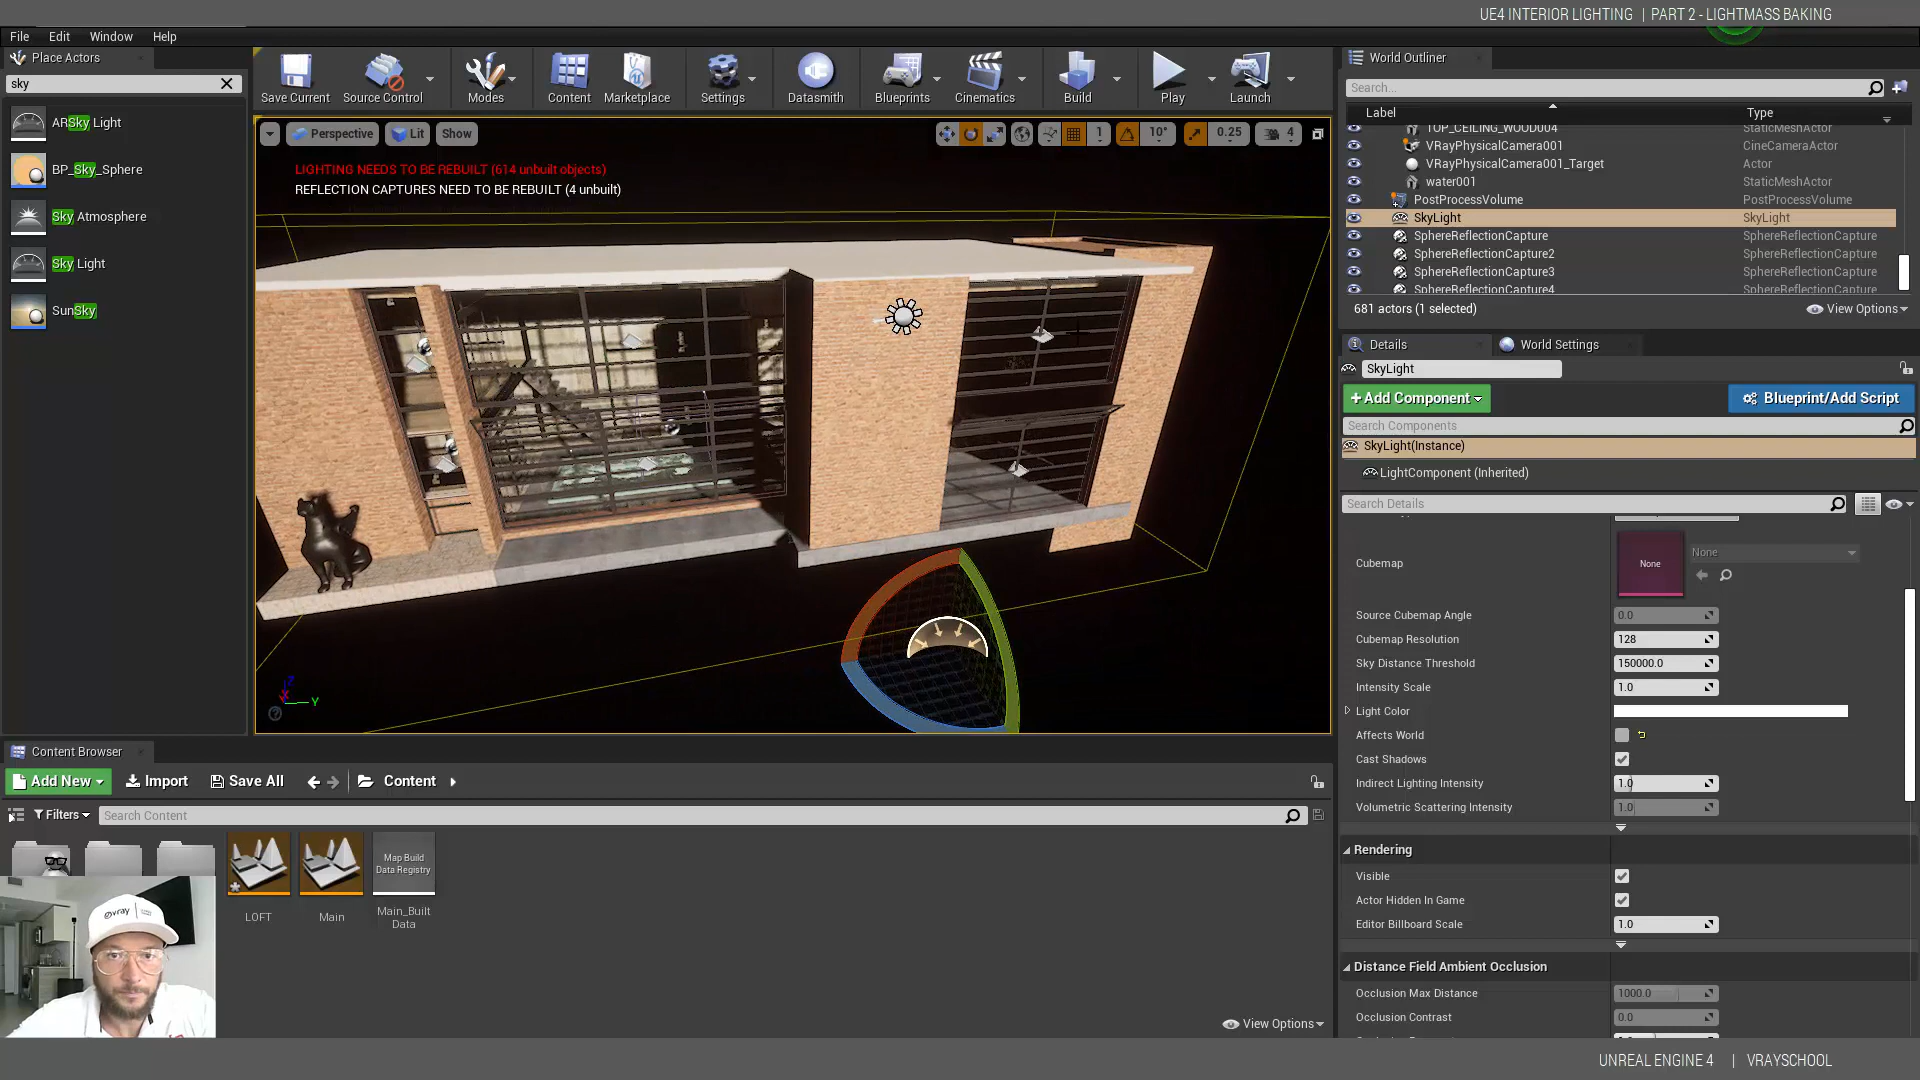 UE4 INTERIOR LIGHTING | PART 2 - LIGHTMASS BAKING
File Edit Window Help
Place Actors
sky
ARSky Light
BP_Sky_Sphere
Sky Atmosphere
Sky Light
SunSky
Save Current
Source Control
Modes
Content
Marketplace
Settings
Datasmith
Blueprints
Cinematics
Build
Play
Launch
Perspective Lit Show
1 10° 0.25 4
LIGHTING NEEDS TO BE REBUILT (614 unbuilt objects)
REFLECTION CAPTURES NEED TO BE REBUILT (4 unbuilt)
Z
X
Y
World Outliner
Search...
Label Type
TOP_CEILING_WOOD004 StaticMeshActor
VRayPhysicalCamera001 CineCameraActor
VRayPhysicalCamera001_Target Actor
water001 StaticMeshActor
PostProcessVolume PostProcessVolume
SkyLight SkyLight
SphereReflectionCapture SphereReflectionCapture
SphereReflectionCapture2 SphereReflectionCapture
SphereReflectionCapture3 SphereReflectionCapture
SphereReflectionCapture4 SphereReflectionCapture
681 actors (1 selected) View Options
Details World Settings
SkyLight
+Add Component Blueprint/Add Script
Search Components
SkyLight(Instance)
LightComponent (Inherited)
Search Details
Cubemap None None
Source Cubemap Angle 0.0
Cubemap Resolution 128
Sky Distance Threshold 150000.0
Intensity Scale 1.0
Light Color
Affects World
Cast Shadows
Indirect Lighting Intensity 1.0
Volumetric Scattering Intensity 1.0
Rendering
Visible
Actor Hidden In Game
Editor Billboard Scale 1.0
Distance Field Ambient Occlusion
Occlusion Max Distance 1000.0
Occlusion Contrast 0.0
Content Browser
Add New Import Save All Content
Filters Search Content
Map Build
Data Registry
LOFT
Main
Main_Built
Data
vray
View Options
UNREAL ENGINE 4 | VRAYSCHOOL